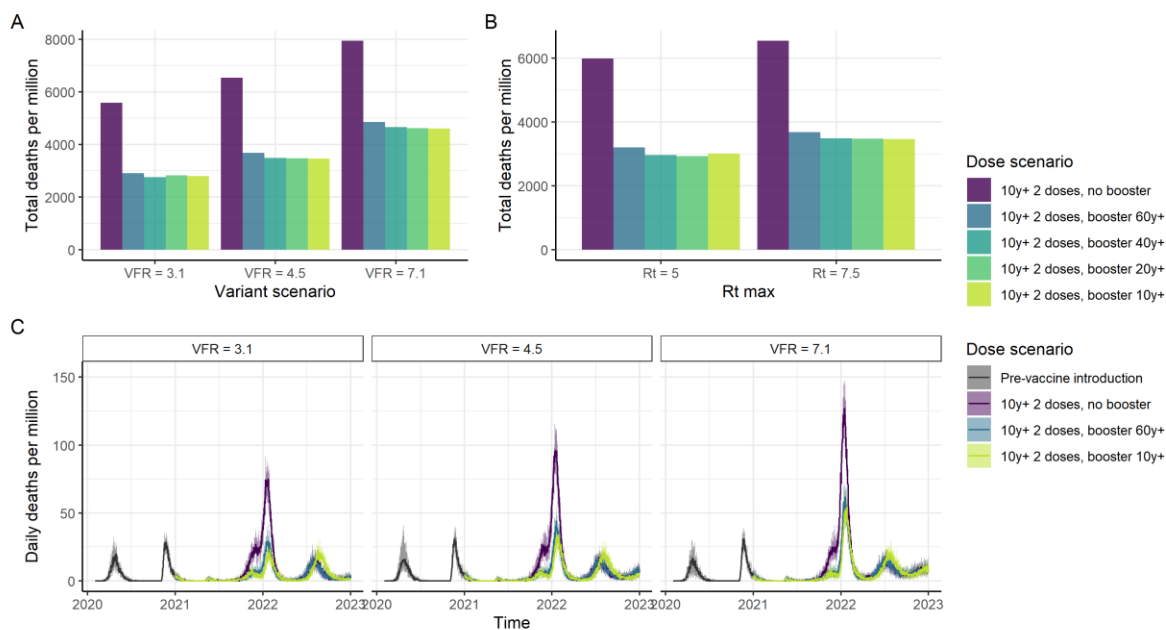 A
Total deaths per million
8000
6000
4000
2000
0
VFR = 3.1
VFR = 4.5
VFR = 7.1
Variant scenario
B
Total deaths per million
6000
4000
2000
0
Rt = 5
Rt = 7.5
Rt max
Dose scenario
10y+ 2 doses, no booster
10y+ 2 doses, booster 60y+
10y+ 2 doses, booster 40y+
10y+ 2 doses, booster 20y+
10y+ 2 doses, booster 10y+
C
VFR = 3.1
VFR = 4.5
VFR = 7.1
Daily deaths per million
150
100
50
0
2020
2021
2022
2023
2020
2021
2022
2023
2020
2021
2022
2023
Time
Dose scenario
Pre-vaccine introduction
10y+ 2 doses, no booster
10y+ 2 doses, booster 60y+
10y+ 2 doses, booster 10y+